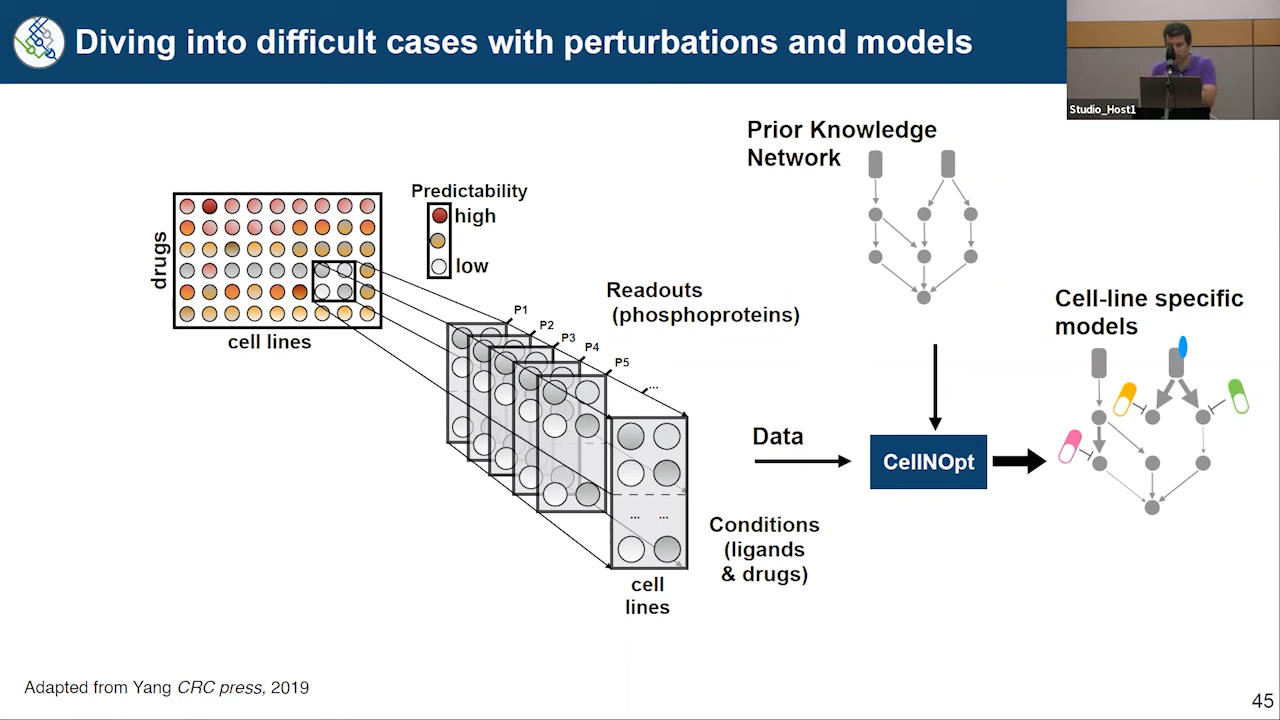 Diving into difficult cases with perturbations and models
Studio_Host1
Prior Knowledge
Network
Predictability
high
low
drugs
cell lines
Readouts
(phosphoproteins)
P1
P2
P3
P4
P5
...
... ...
cell
lines
Conditions
(ligands
& drugs)
Data
CellNOpt
Cell-line specific
models
Adapted from Yang CRC press, 2019
45